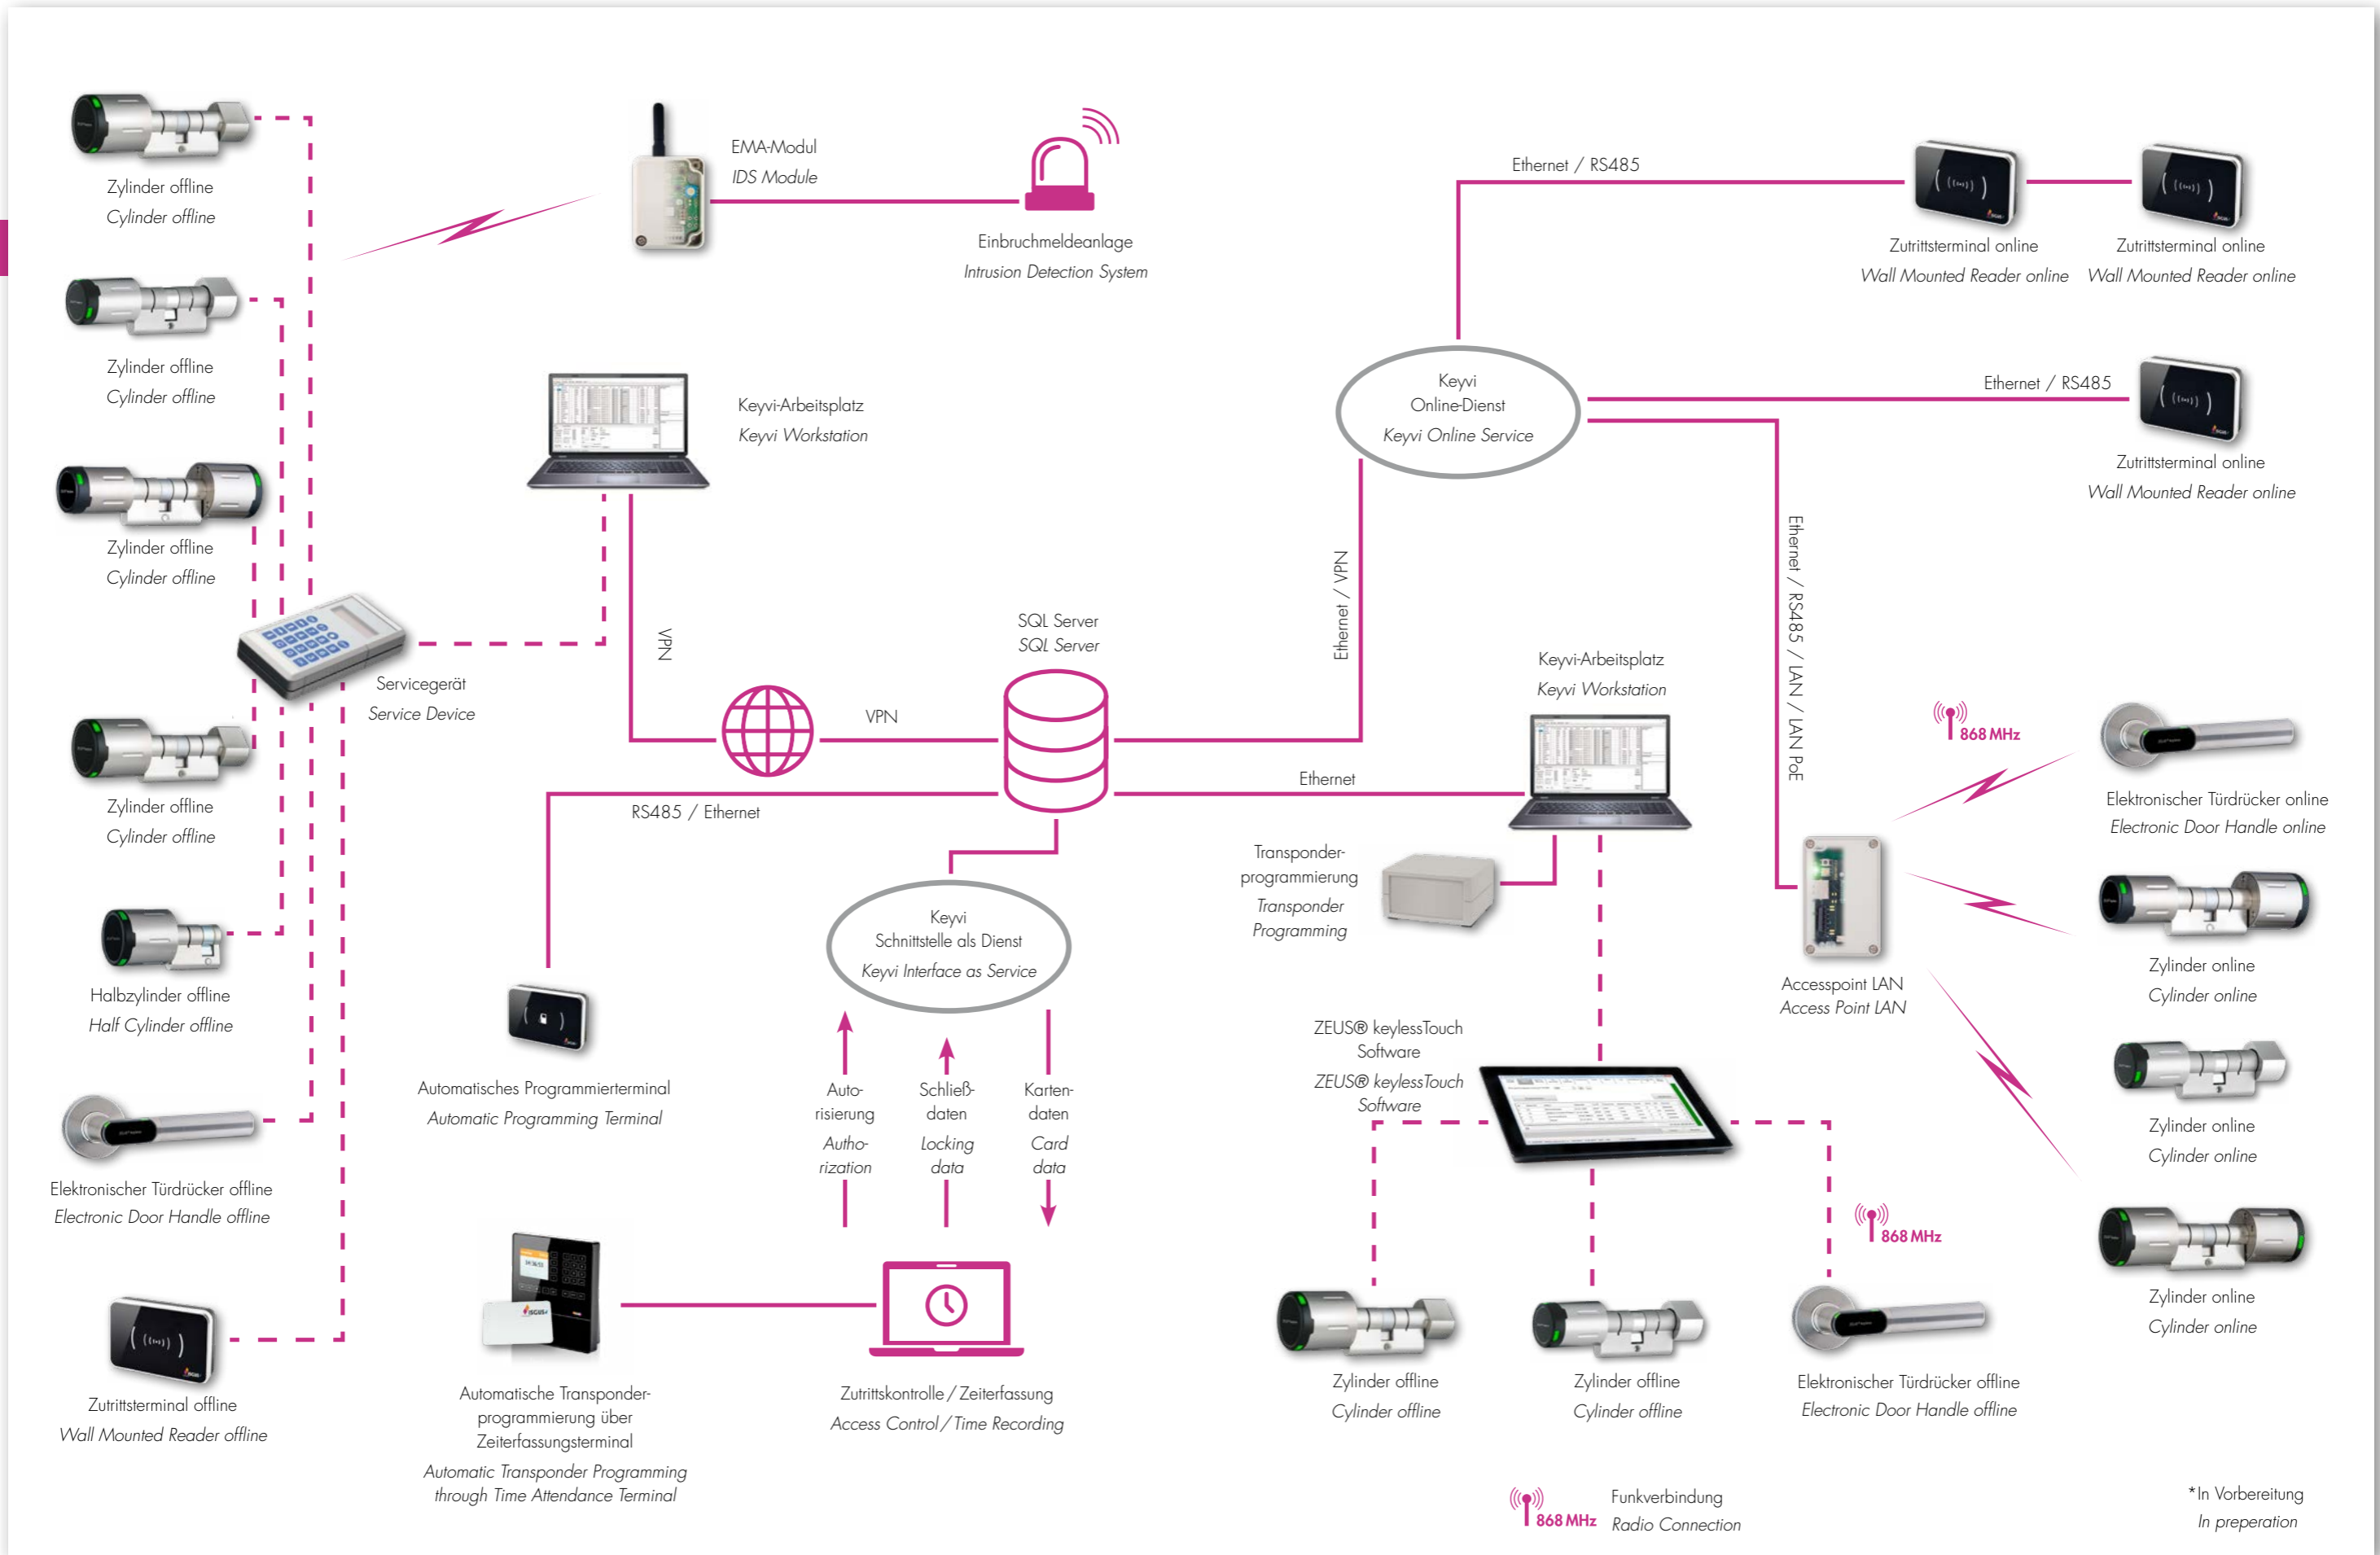 Zylinder offline
Cylinder offline
Zylinder offline
Cylinder offline
Zylinder offline
Cylinder offline
Servicegerät
Service Device
Zylinder offline
Cylinder offline
Halbzylinder offline
Half Cylinder offline
Elektronischer Türdrücker offline
Electronic Door Handle offline
Zutrittsterminal offline
Wall Mounted Reader offline
EMA-Modul
IDS Module
Einbruchmeldeanlage
Intrusion Detection System
Keyvi-Arbeitsplatz
Keyvi Workstation
VPN
VPN
SQL Server
SQL Server
RS485 / Ethernet
Automatisches Programmierterminal
Automatic Programming Terminal
Keyvi
Schnittstelle als Dienst
Keyvi Interface as Service
Auto-
risierung
Autho-
rization
Schließ-
daten
Locking
data
Karten-
daten
Card
data
ISGUS
Automatische Transponder-
programmierung über
Zeiterfassungsterminal
Automatic Transponder Programming
through Time Attendance Terminal
Zutrittskontrolle / Zeiterfassung
Access Control / Time Recording
Ethernet / RS485
Zutrittsterminal online
Wall Mounted Reader online
Zutrittsterminal online
Wall Mounted Reader online
Keyvi
Online-Dienst
Keyvi Online Service
Ethernet / RS485
Zutrittsterminal online
Wall Mounted Reader online
Ethernet / VPN
Ethernet / RS485 / LAN / LAN PoE
Ethernet
Keyvi-Arbeitsplatz
Keyvi Workstation
Transponder-
programmierung
Transponder
Programming
868 MHz
Elektronischer Türdrücker online
Electronic Door Handle online
Accesspoint LAN
Access Point LAN
Zylinder online
Cylinder online
Zylinder online
Cylinder online
Zylinder online
Cylinder online
ZEUS® keylessTouch
Software
ZEUS® keylessTouch
Software
868 MHz
Zylinder offline
Cylinder offline
Zylinder offline
Cylinder offline
Elektronischer Türdrücker offline
Electronic Door Handle offline
868 MHz
Funkverbindung
Radio Connection
*In Vorbereitung
In preperation